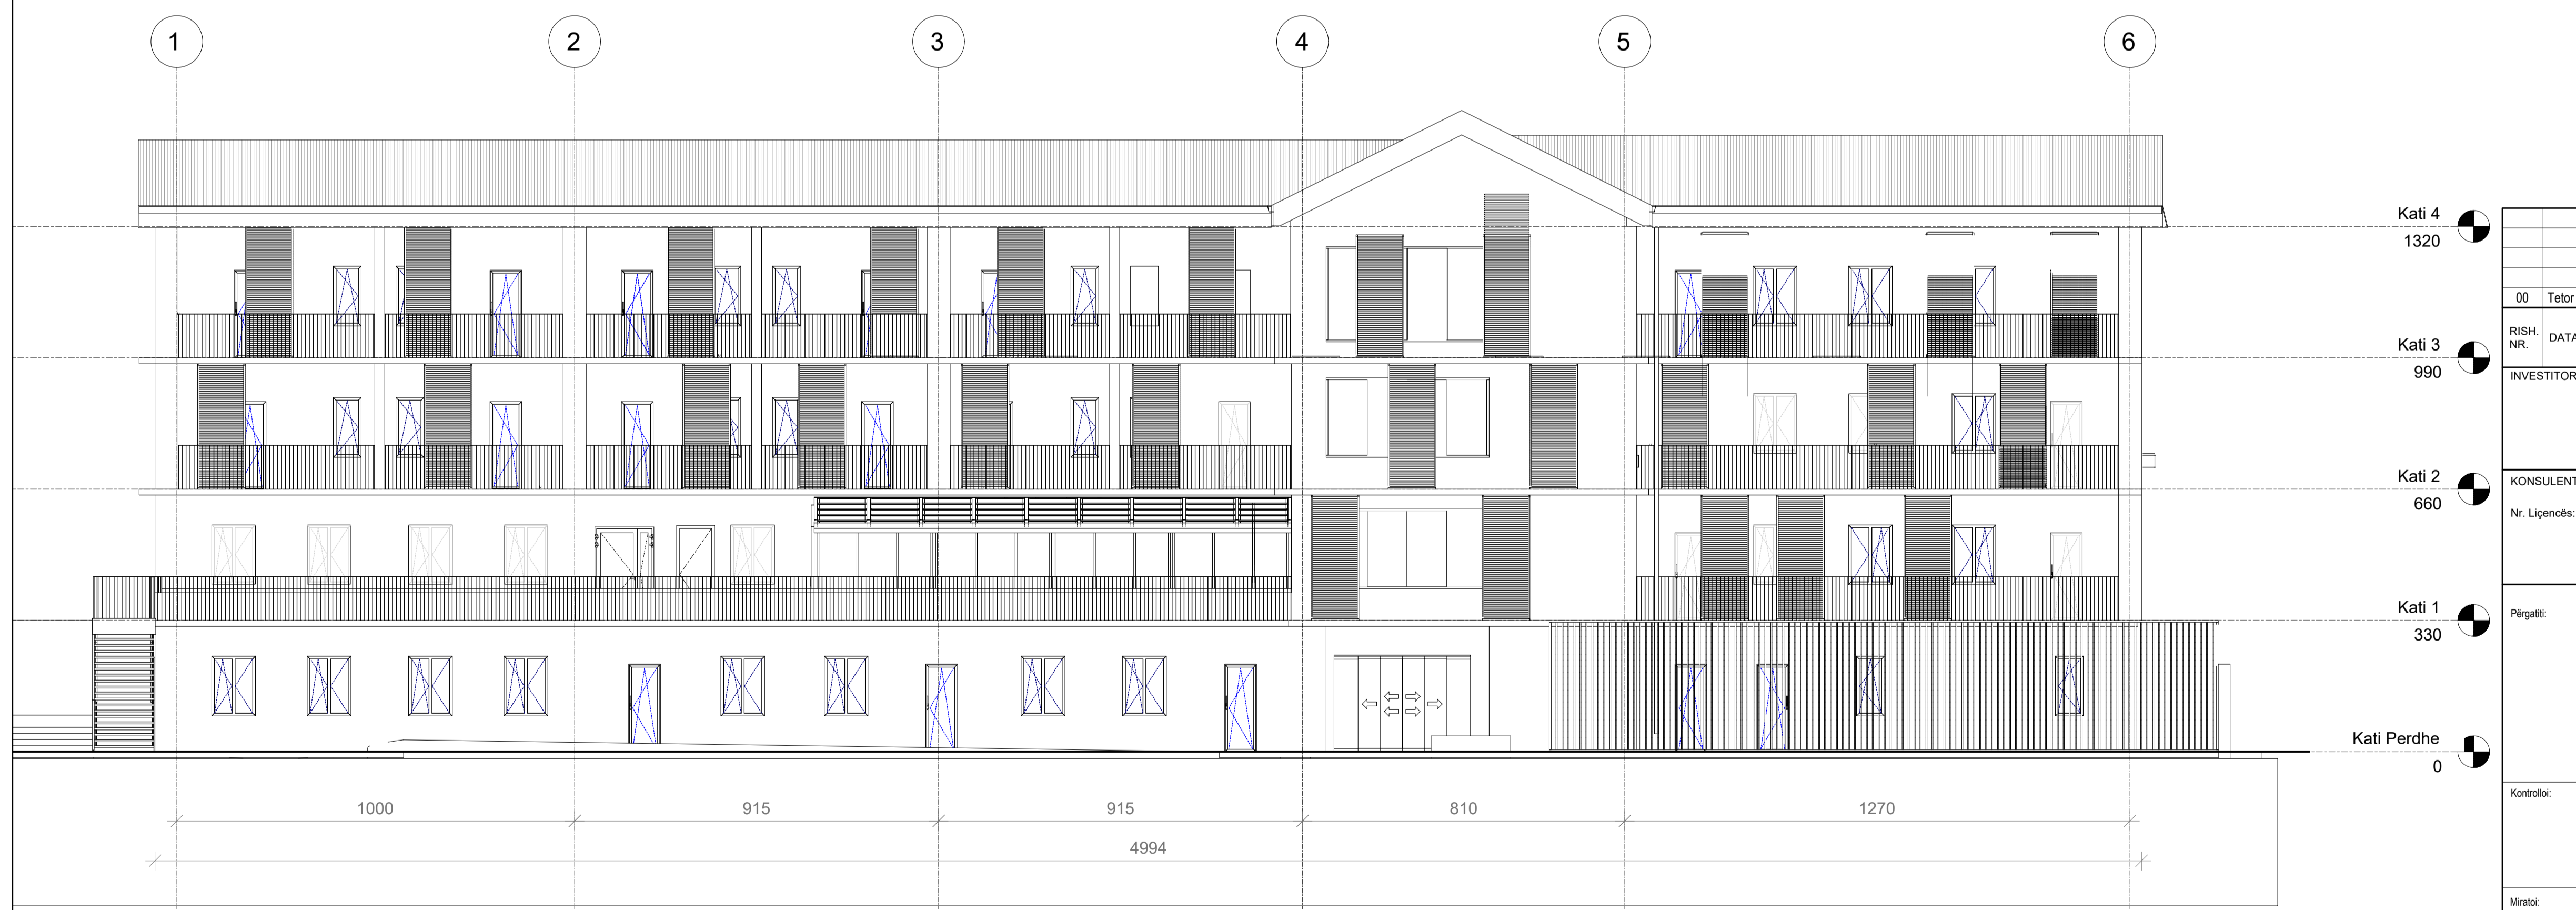 1 2 3 4 5 6
Kati 4
1320
Kati 3
990
Kati 2
660
Kati 1
330
Kati Perdhe
0
1000 915 915 810 1270
4994
00 Tetor
RISH.
NR.
DATA
INVESTITOR
KONSULENT
Nr. Liçencës:
Përgatiti:
Kontrolloi:
Miratoi: